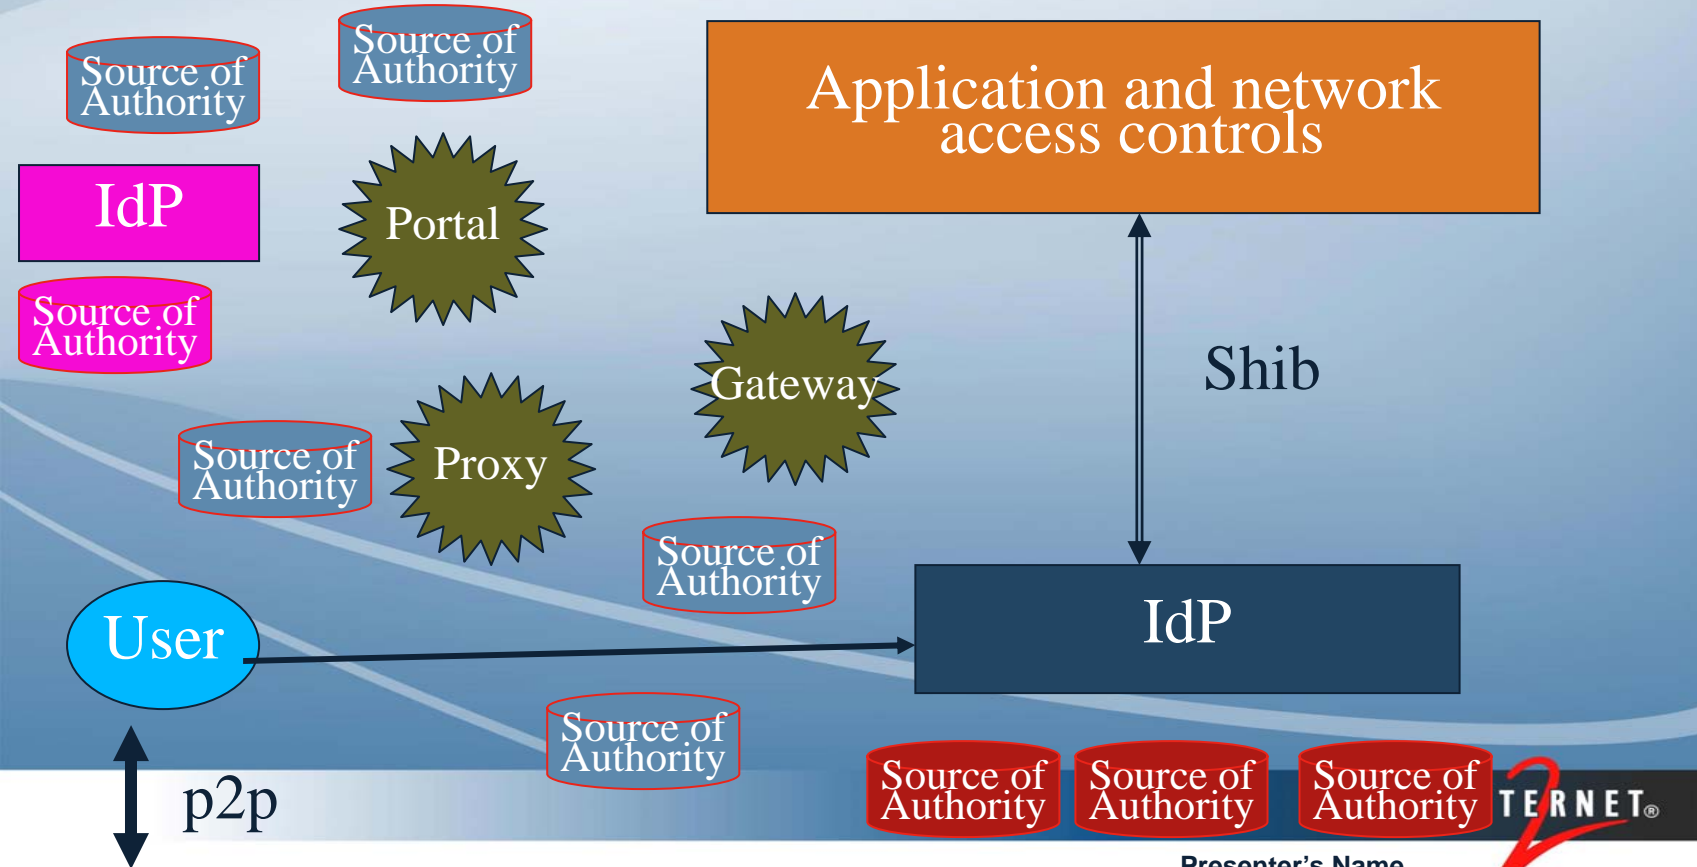 Source of
Authority
Source of
Authority
Application and network
access controls
IdP
Portal
Source of
Authority
Gateway
Shib
Source of
Authority
Proxy
Source of
Authority
User
IdP
Source of
Authority
p2p
Source of
Authority
Source of
Authority
Source of
Authority
TERNET®
Presenter's Name